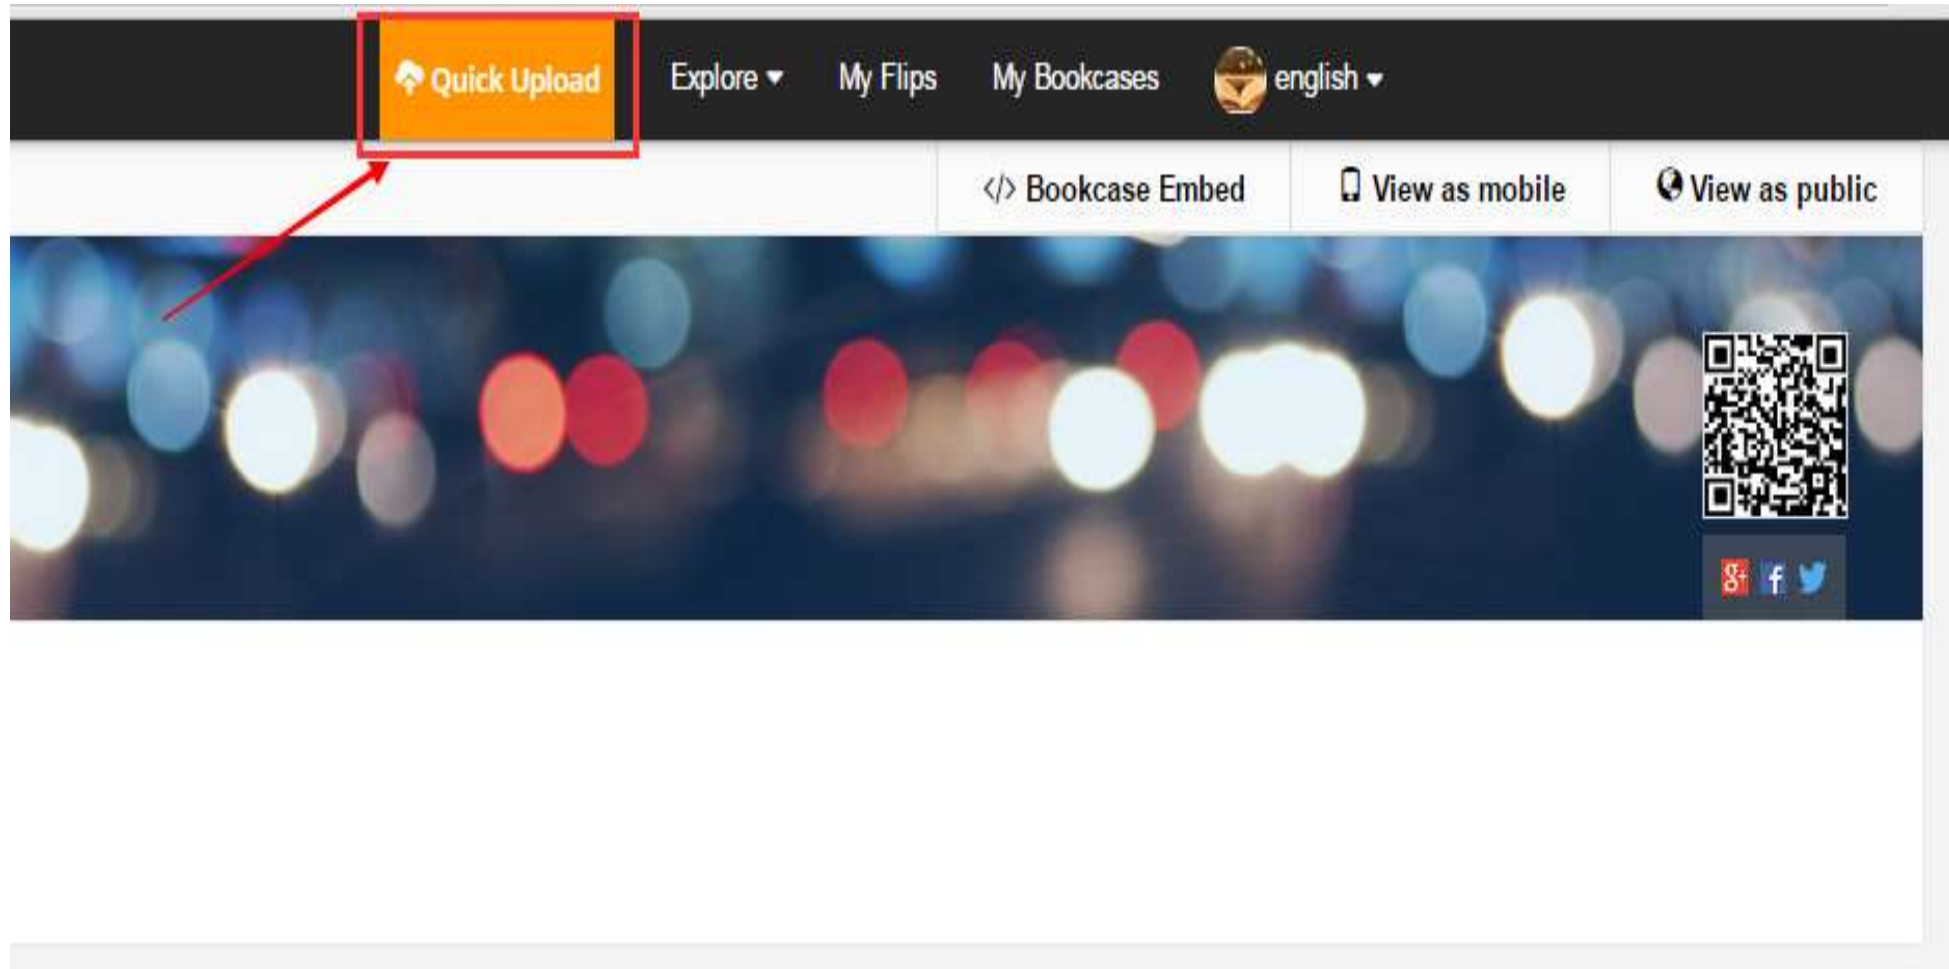 Quick Upload Explore My Flips My Bookcases english
</> Bookcase Embed View as mobile View as public
g+ f